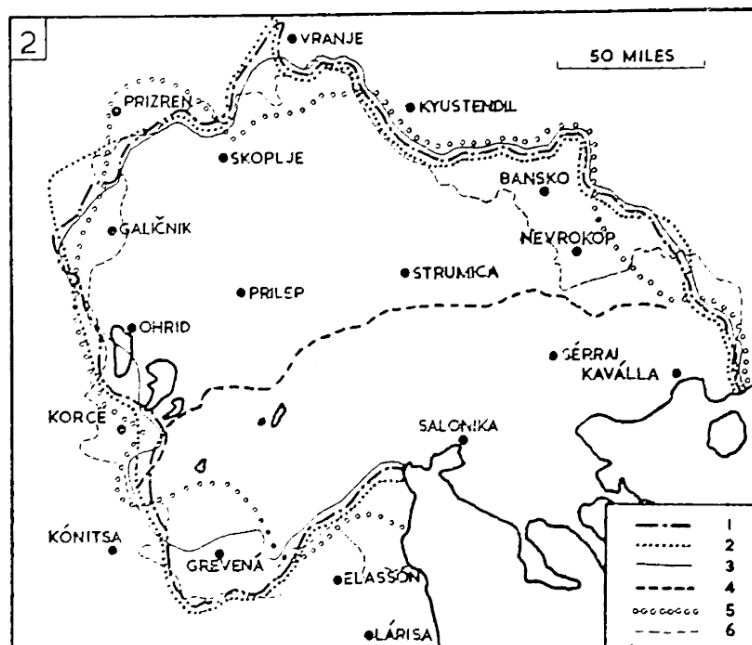 2
VRANJE
50 MILES
PRIZREN
KYUSTENDIL
SKOPLJE
BANSKO
GALIČNIK
NEVROKOP
STRUMICA
PRILEP
OHRID
SÉRRAI
KAVÁLLA
KORCË
SALONIKA
KÓNITSA
GREVENÁ
ELASSÓN
LÁRISA
1
2
3
4
5
6